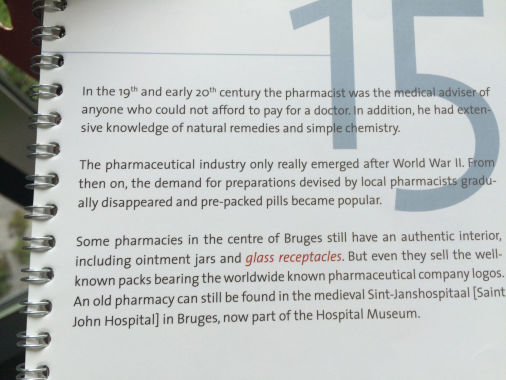 15
In the 19th and early 20th century the pharmacist was the medical adviser of
anyone who could not afford to pay for a doctor. In addition, he had exten-
sive knowledge of natural remedies and simple chemistry.
The pharmaceutical industry only really emerged after World War II. From
then on, the demand for preparations devised by local pharmacists gradu-
ally disappeared and pre-packed pills became popular.
Some pharmacies in the centre of Bruges still have an authentic interior,
including ointment jars and glass receptacles. But even they sell the well-
known packs bearing the worldwide known pharmaceutical company logos.
An old pharmacy can still be found in the medieval Sint-Janshospitaal [Saint
John Hospital] in Bruges, now part of the Hospital Museum.